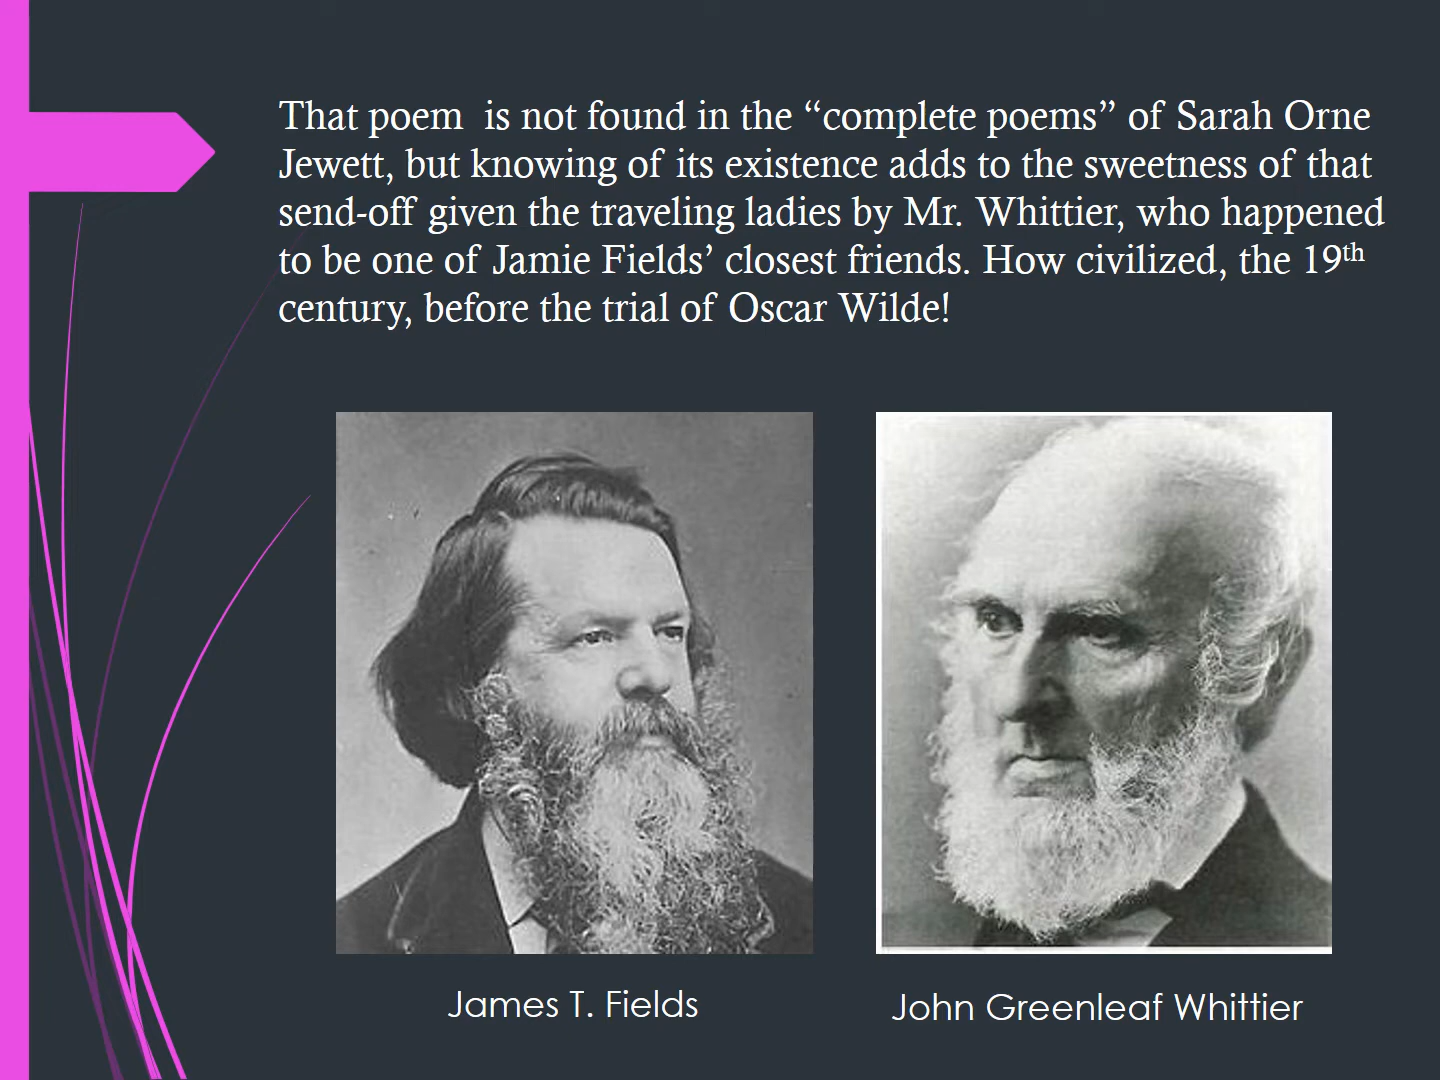 That poem  is not found in the “complete poems” of Sarah Orne
Jewett, but knowing of its existence adds to the sweetness of that
send-off given the traveling ladies by Mr. Whittier, who happened
to be one of Jamie Fields’ closest friends. How civilized, the 19th
century, before the trial of Oscar Wilde!
James T. Fields
John Greenleaf Whittier